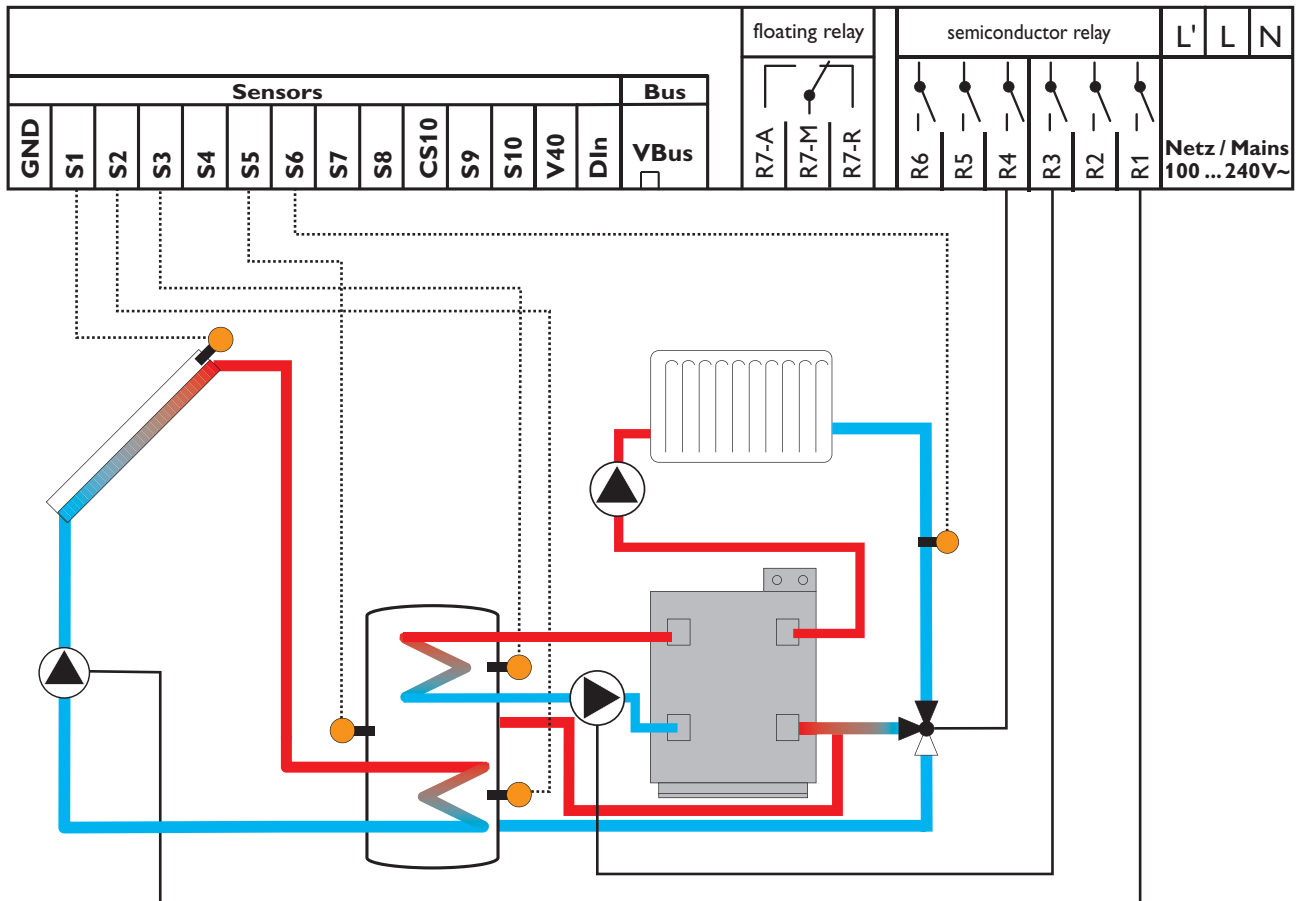 floating relay
semiconductor relay
L' L N
Sensors
Bus
GND
S1
S2
S3
S4
S5
S6
S7
S8
CS10
S9
S10
V40
DIn
VBus
R7-A
R7-M
R7-R
R6
R5
R4
R3
R2
R1
Netz / Mains
100 ... 240V~